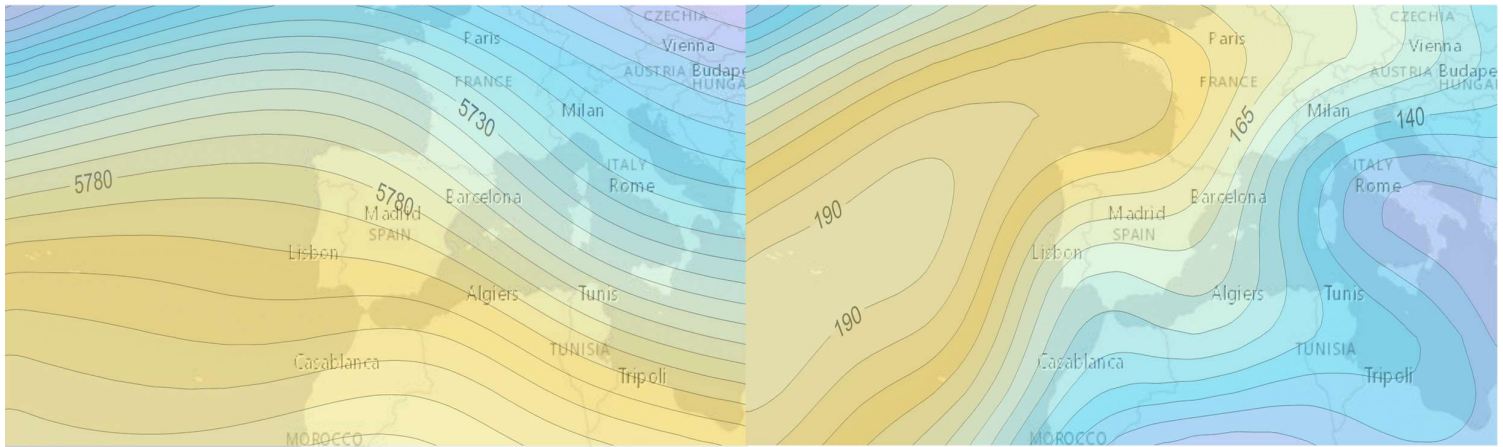 CZECHIA
Paris
Vienna
AUSTRIA
Budape
HUNGA
FRANCE
5730
Milan
ITALY
5780
Rome
5780
Barcelona
Madrid
SPAIN
Lisbon
Algiers
Tunis
TUNISIA
Casablanca
Tripoli
MOROCCO
CZECHIA
Paris
Vienna
AUSTRIA
Budape
HUNGA
FRANCE
165
Milan
140
ITALY
Rome
190
Barcelona
Madrid
SPAIN
Lisbon
Algiers
Tunis
190
TUNISIA
Casablanca
Tripoli
MOROCCO